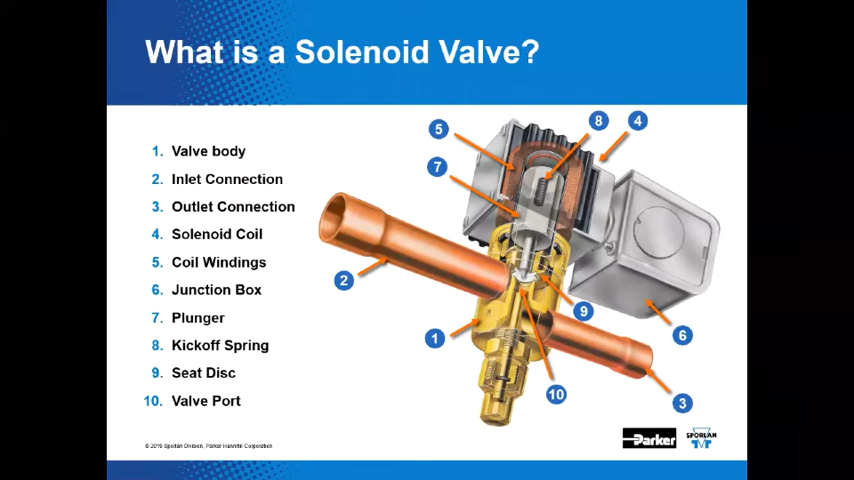 What is a Solenoid Valve?
1. Valve body
2. Inlet Connection
3. Outlet Connection
4. Solenoid Coil
5. Coil Windings
6. Junction Box
7. Plunger
8. Kickoff Spring
9. Seat Disc
10. Valve Port
5
8
4
7
2
9
1
6
10
3
© 2019 Sporlan Division, Parker Hannifin Corporation
Parker
SPORLAN